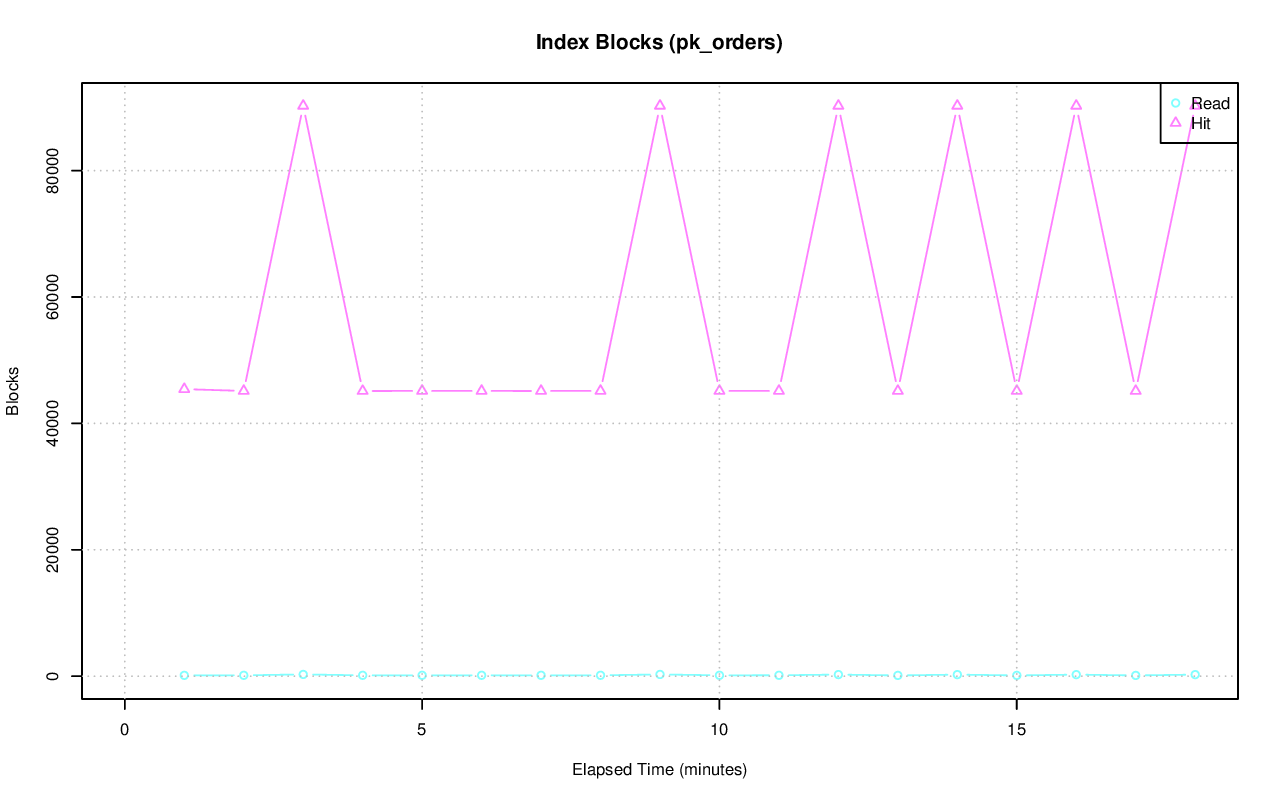 Index Blocks (pk_orders)
Read
Hit
Blocks
80000
60000
40000
20000
0
0 5 10 15
Elapsed Time (minutes)